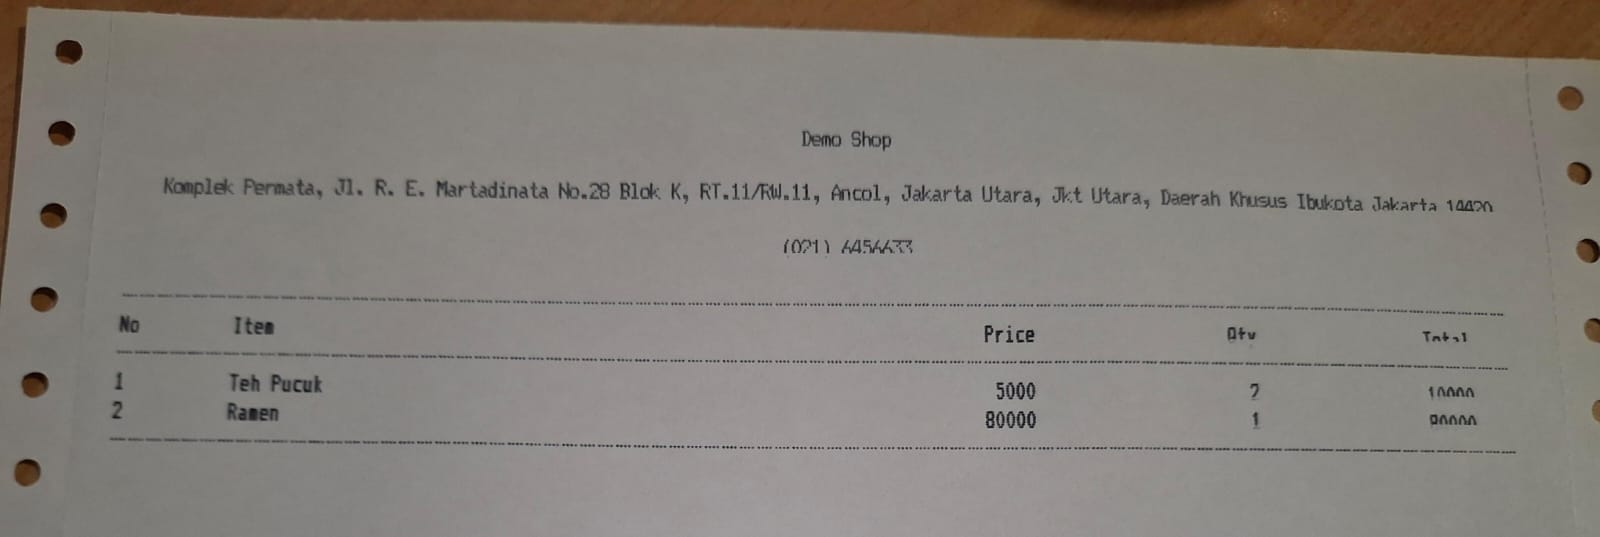 Demo Shop
Komplek Permata, Jl. R. E. Martadinata No.28 Blok K, RT.11/RW.11, Ancol, Jakarta Utara, Jkt Utara, Daerah Khusus Ibukota Jakarta 14420
(021) 6456633
No Item Price Qty Total
1 Teh Pucuk 5000 2 10000
2 Ramen 80000 1 80000